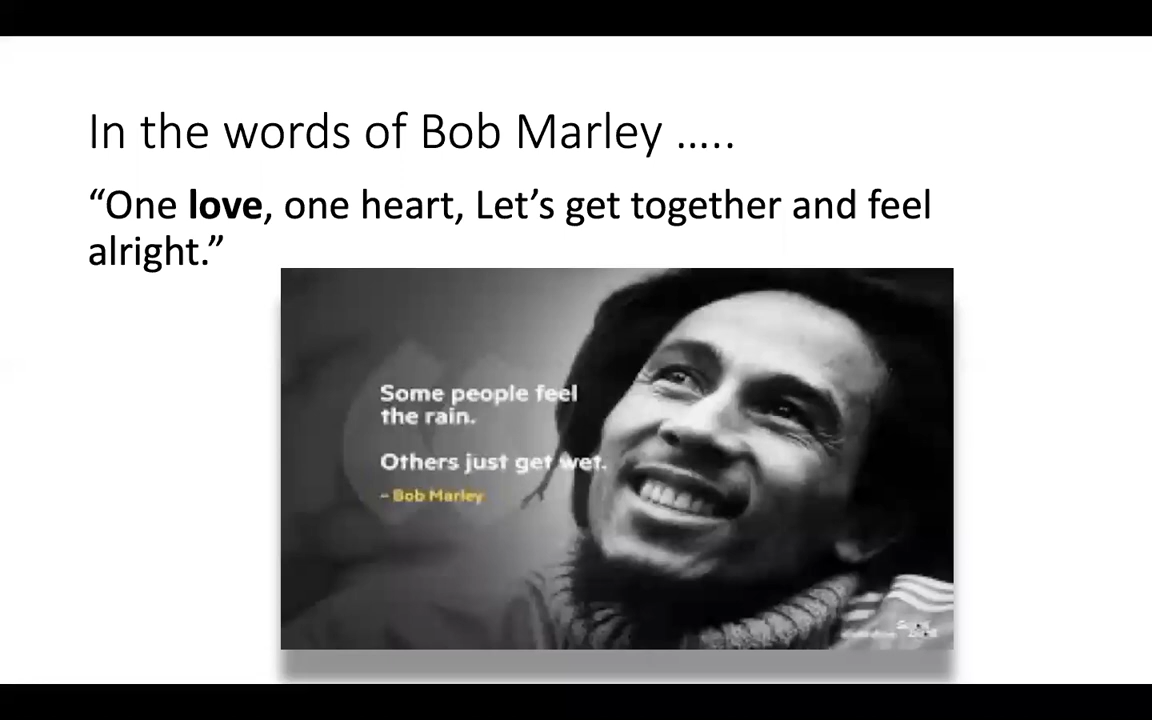 In the words of Bob Marley .....
“One love, one heart, Let’s get together and feel
alright.”
Some people feel
the rain.
Others just get wet.
– Bob Marley